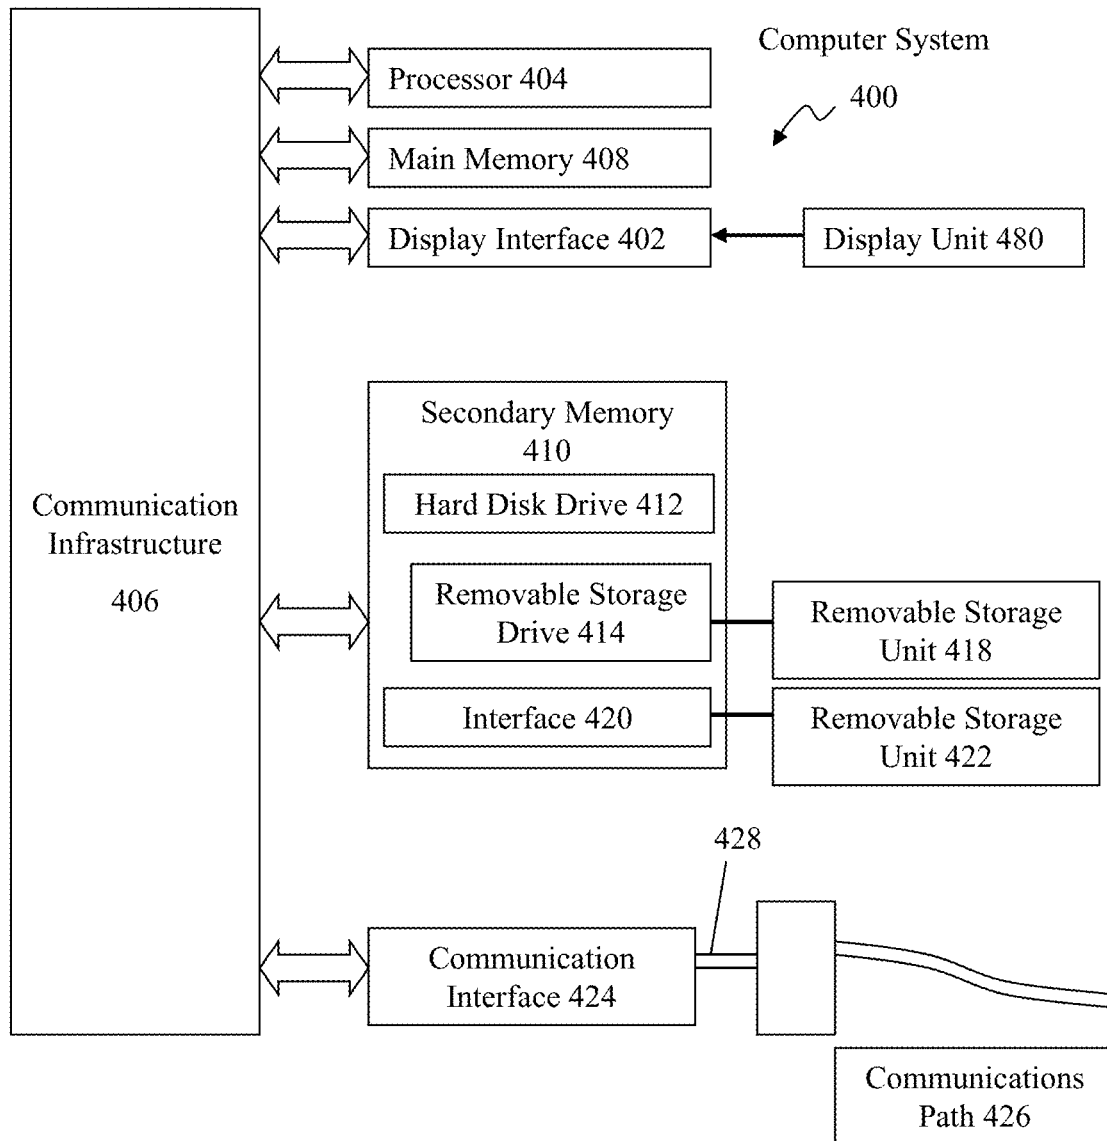 Computer System
400
Processor 404
Main Memory 408
Display Interface 402
Display Unit 480
Secondary Memory
410
Hard Disk Drive 412
Communication
Infrastructure
406
Removable Storage
Drive 414
Removable Storage
Unit 418
Interface 420
Removable Storage
Unit 422
428
Communication
Interface 424
Communications
Path 426